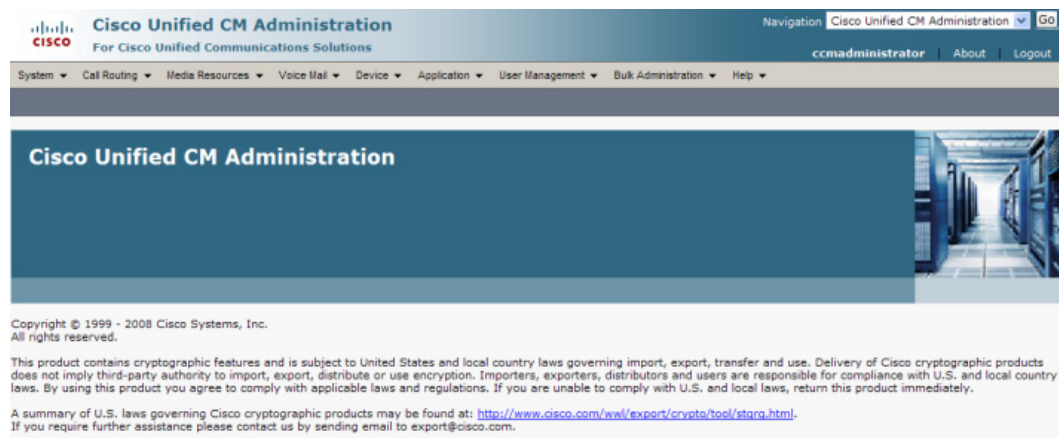 cisco
Cisco Unified CM Administration
For Cisco Unified Communications Solutions
Navigation Cisco Unified CM Administration Go
ccmadministrator | About | Logout
System Call Routing Media Resources Voice Mail Device Application User Management Bulk Administration Help
Cisco Unified CM Administration
Copyright © 1999 - 2008 Cisco Systems, Inc.
All rights reserved.
This product contains cryptographic features and is subject to United States and local country laws governing import, export, transfer and use. Delivery of Cisco cryptographic products
does not imply third-party authority to import, export, distribute or use encryption. Importers, exporters, distributors and users are responsible for compliance with U.S. and local country
laws. By using this product you agree to comply with applicable laws and regulations. If you are unable to comply with U.S. and local laws, return this product immediately.
A summary of U.S. laws governing Cisco cryptographic products may be found at: http://www.cisco.com/wwl/export/crypto/tool/stqrg.html.
If you require further assistance please contact us by sending email to export@cisco.com.